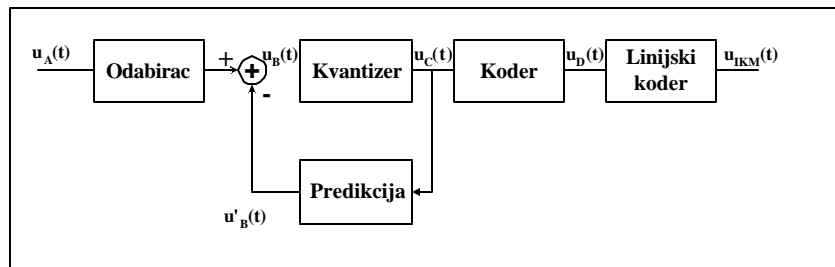 u_A(t)
Odabirac
+
+
-
u_B(t)
Kvantizer
u_C(t)
Koder
u_D(t)
Linijski
koder
u_IKM(t)
Predikcija
u'_B(t)